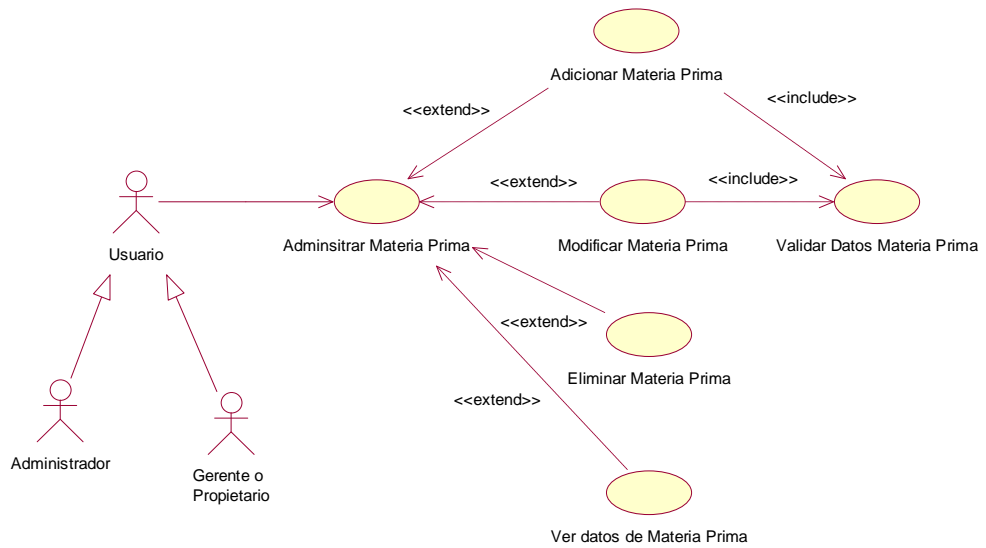 Adicionar Materia Prima
<<extend>>
<<include>>
<<extend>>
<<include>>
Usuario
Adminsitrar Materia Prima
Modificar Materia Prima
Validar Datos Materia Prima
<<extend>>
Eliminar Materia Prima
<<extend>>
Administrador
Gerente o
Propietario
Ver datos de Materia Prima